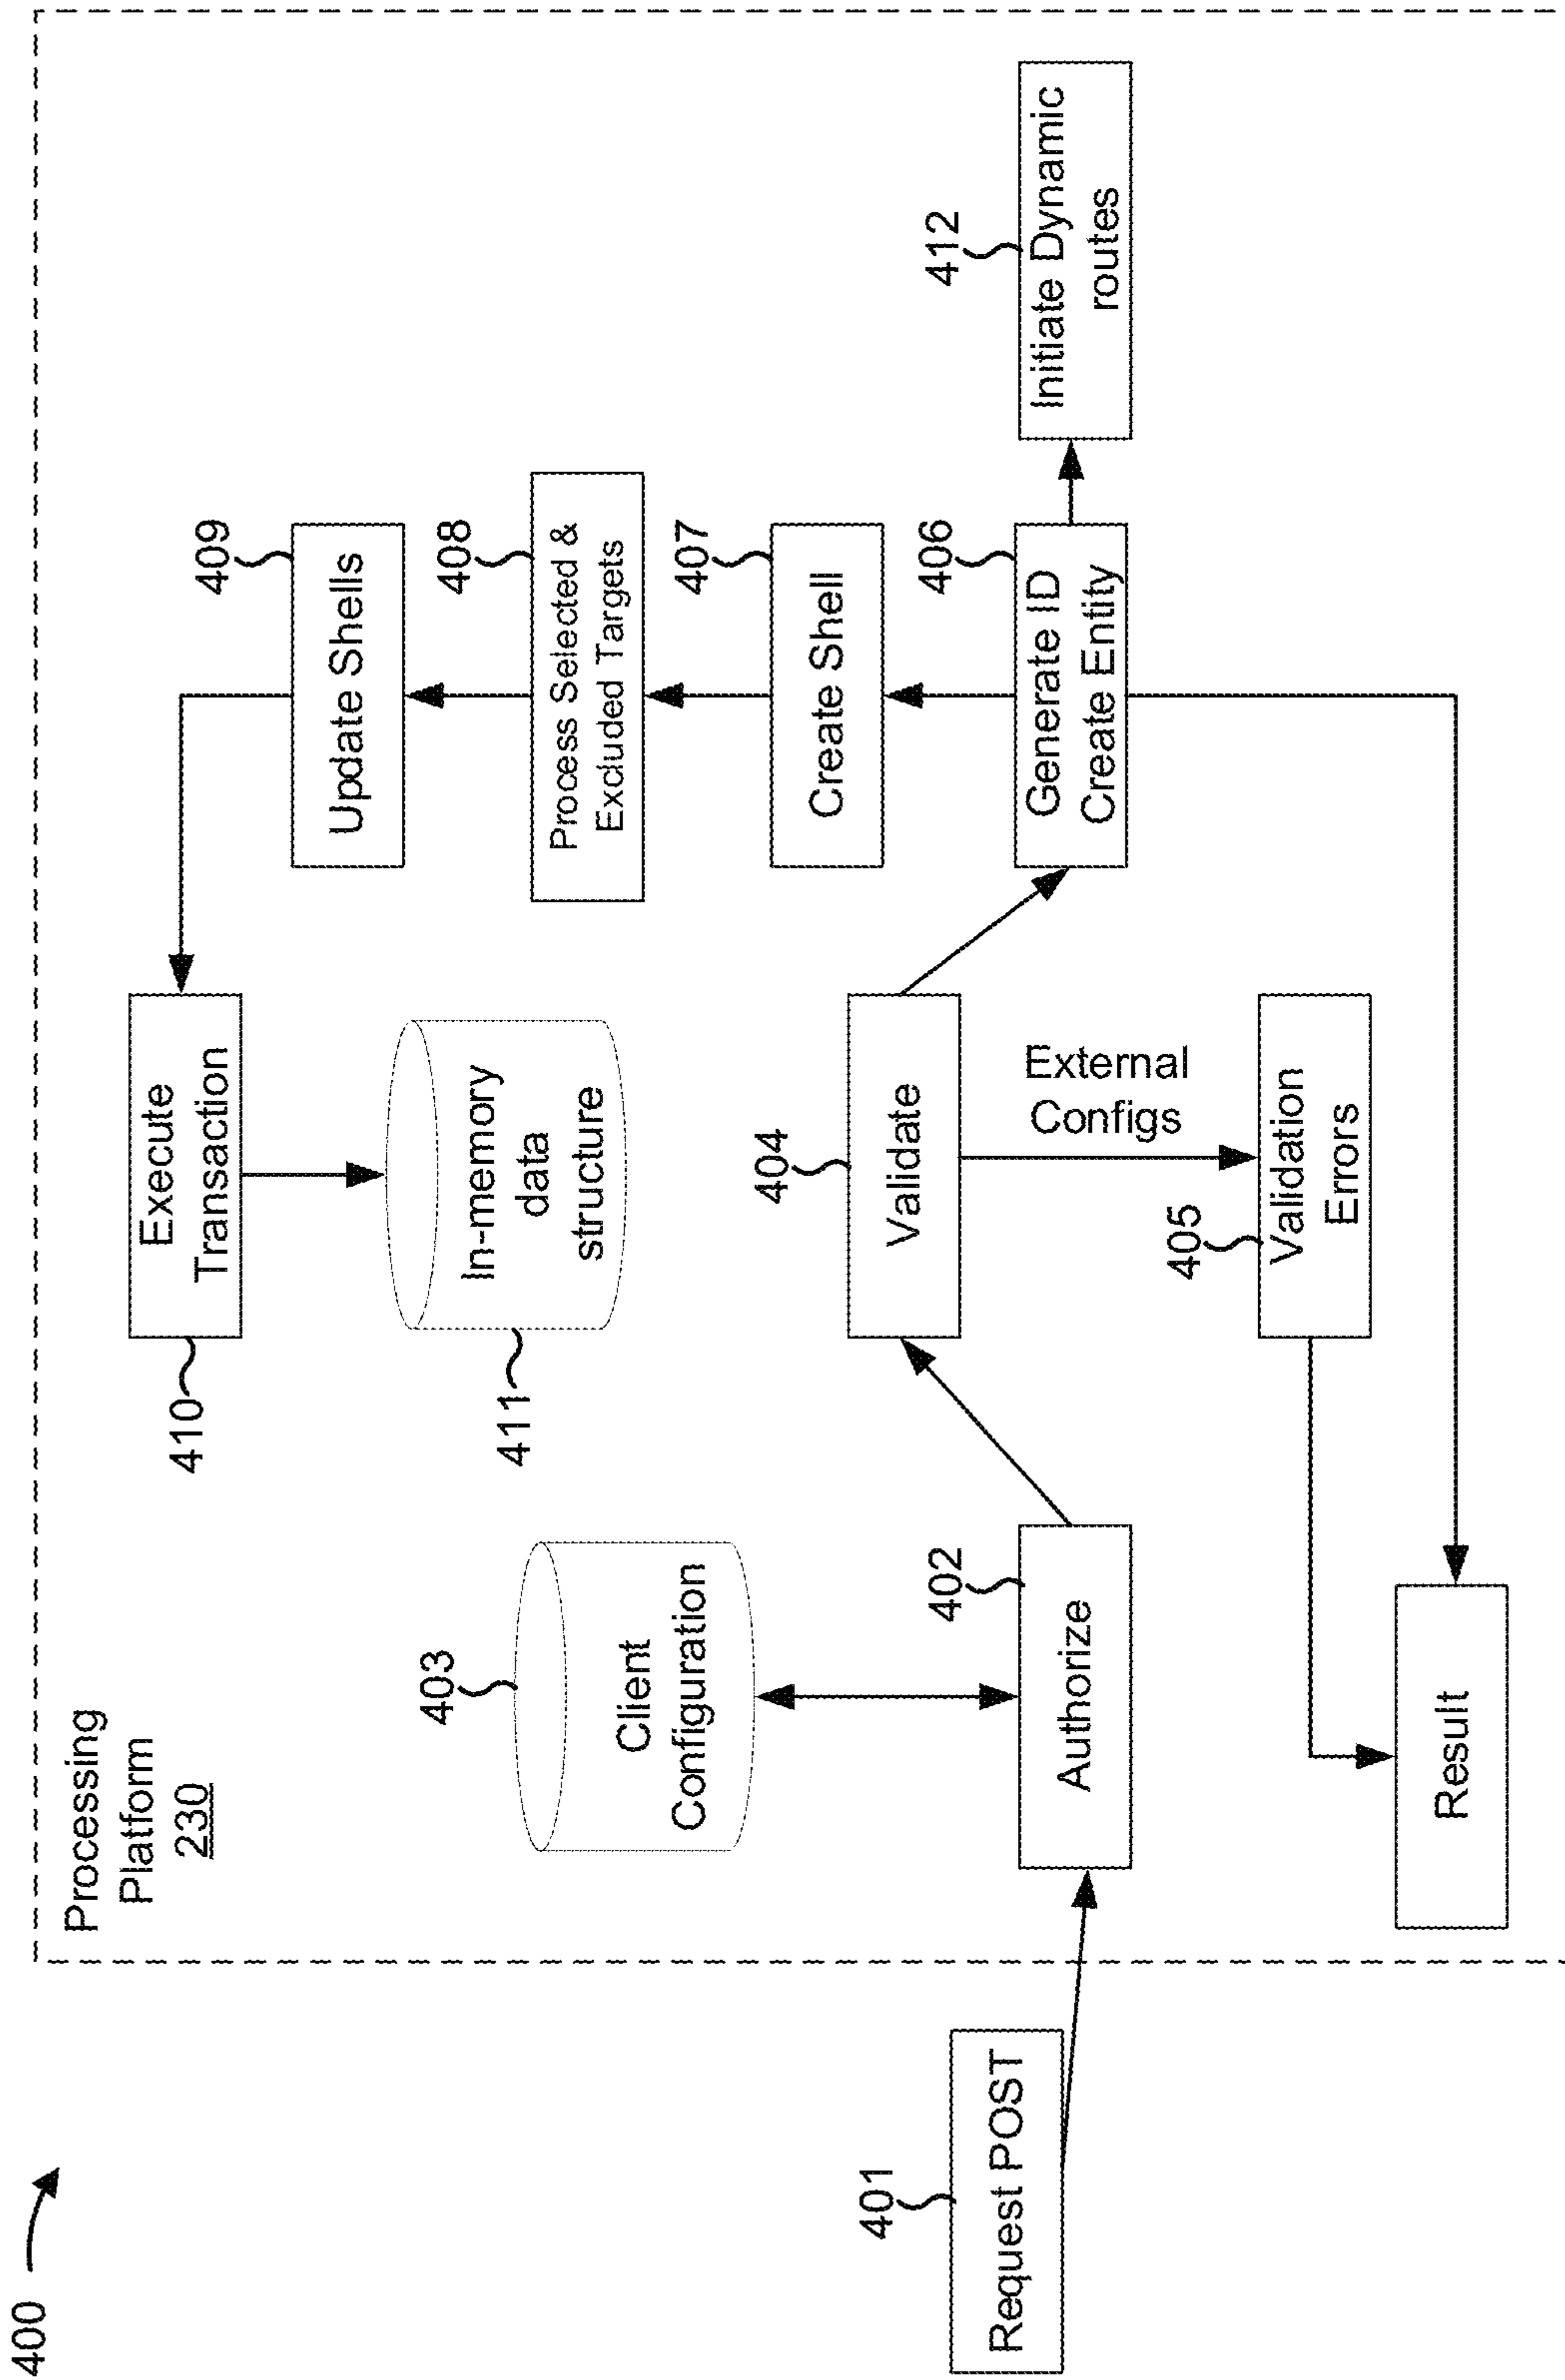 400
Processing
Platform
230
401
Request POST
403
Client
Configuration
402
Authorize
Result
410
Execute
Transaction
411
In-memory
data
structure
404
Validate
External
Configs
405
Validation
Errors
409
Update Shells
408
Process Selected &
Excluded Targets
407
Create Shell
406
Generate ID
Create Entity
412
Initiate Dynamic
routes